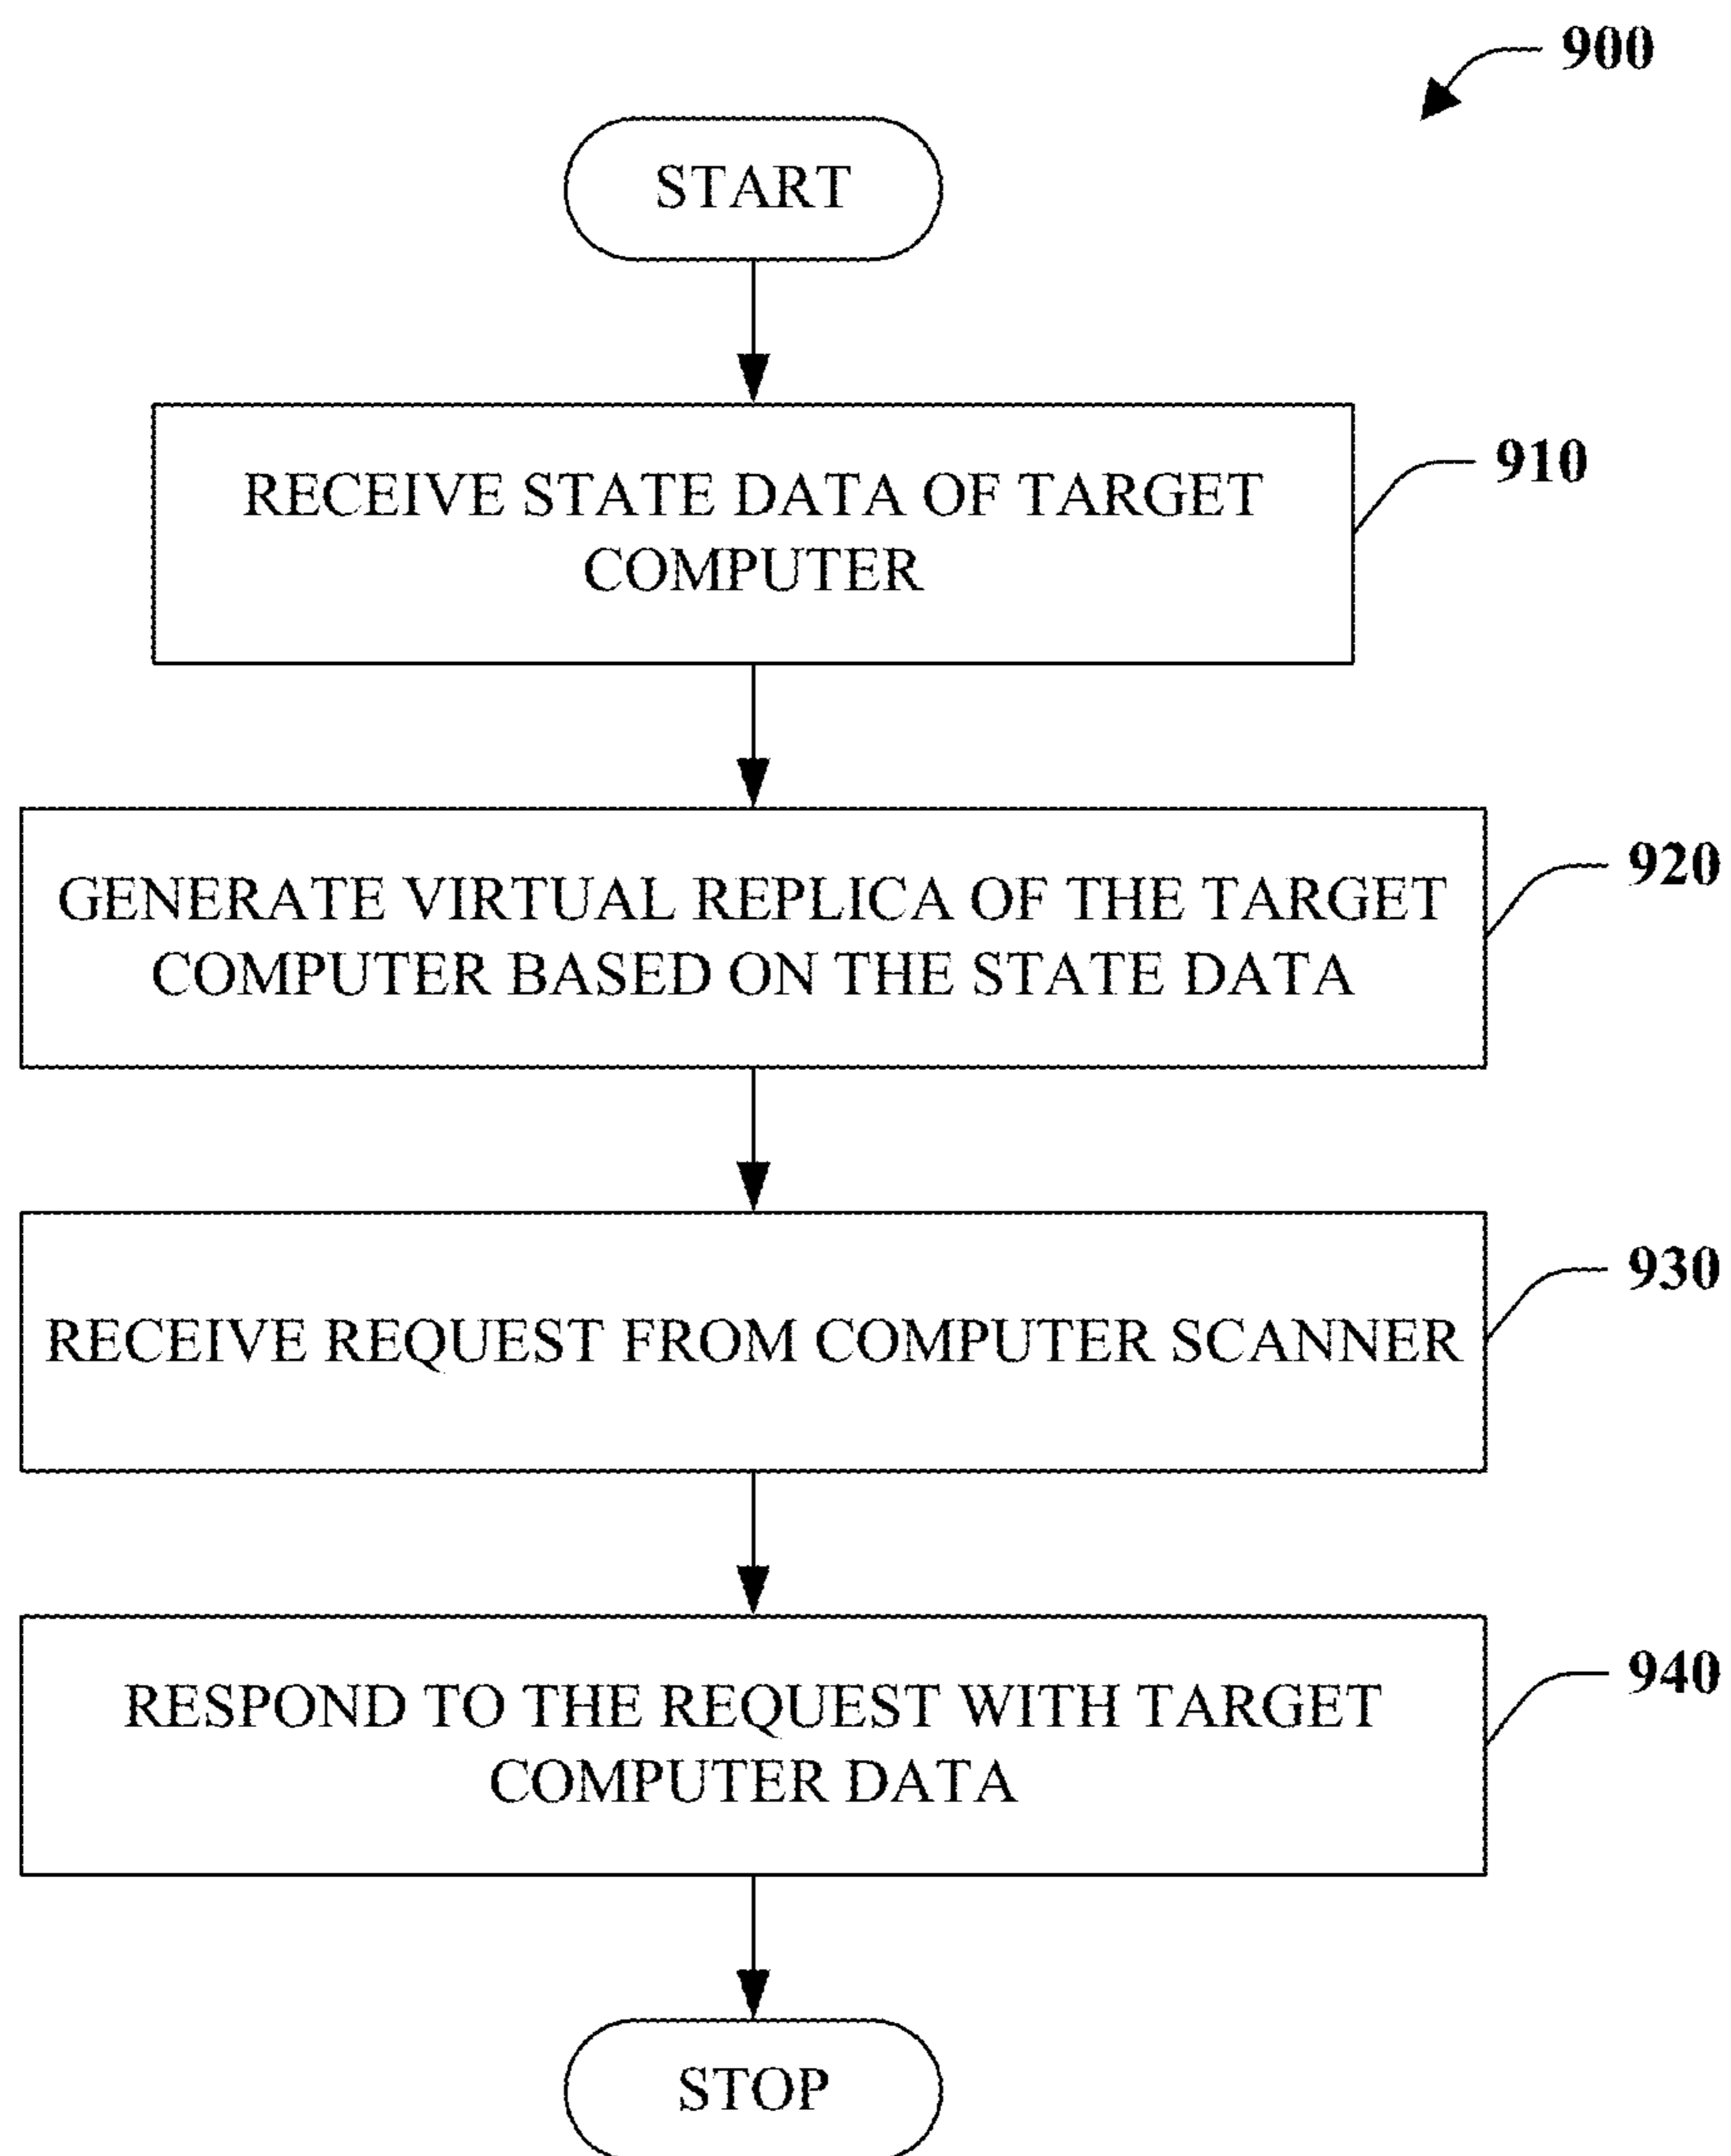 900
START
RECEIVE STATE DATA OF TARGET
COMPUTER
910
GENERATE VIRTUAL REPLICA OF THE TARGET
COMPUTER BASED ON THE STATE DATA
920
RECEIVE REQUEST FROM COMPUTER SCANNER
930
RESPOND TO THE REQUEST WITH TARGET
COMPUTER DATA
940
STOP